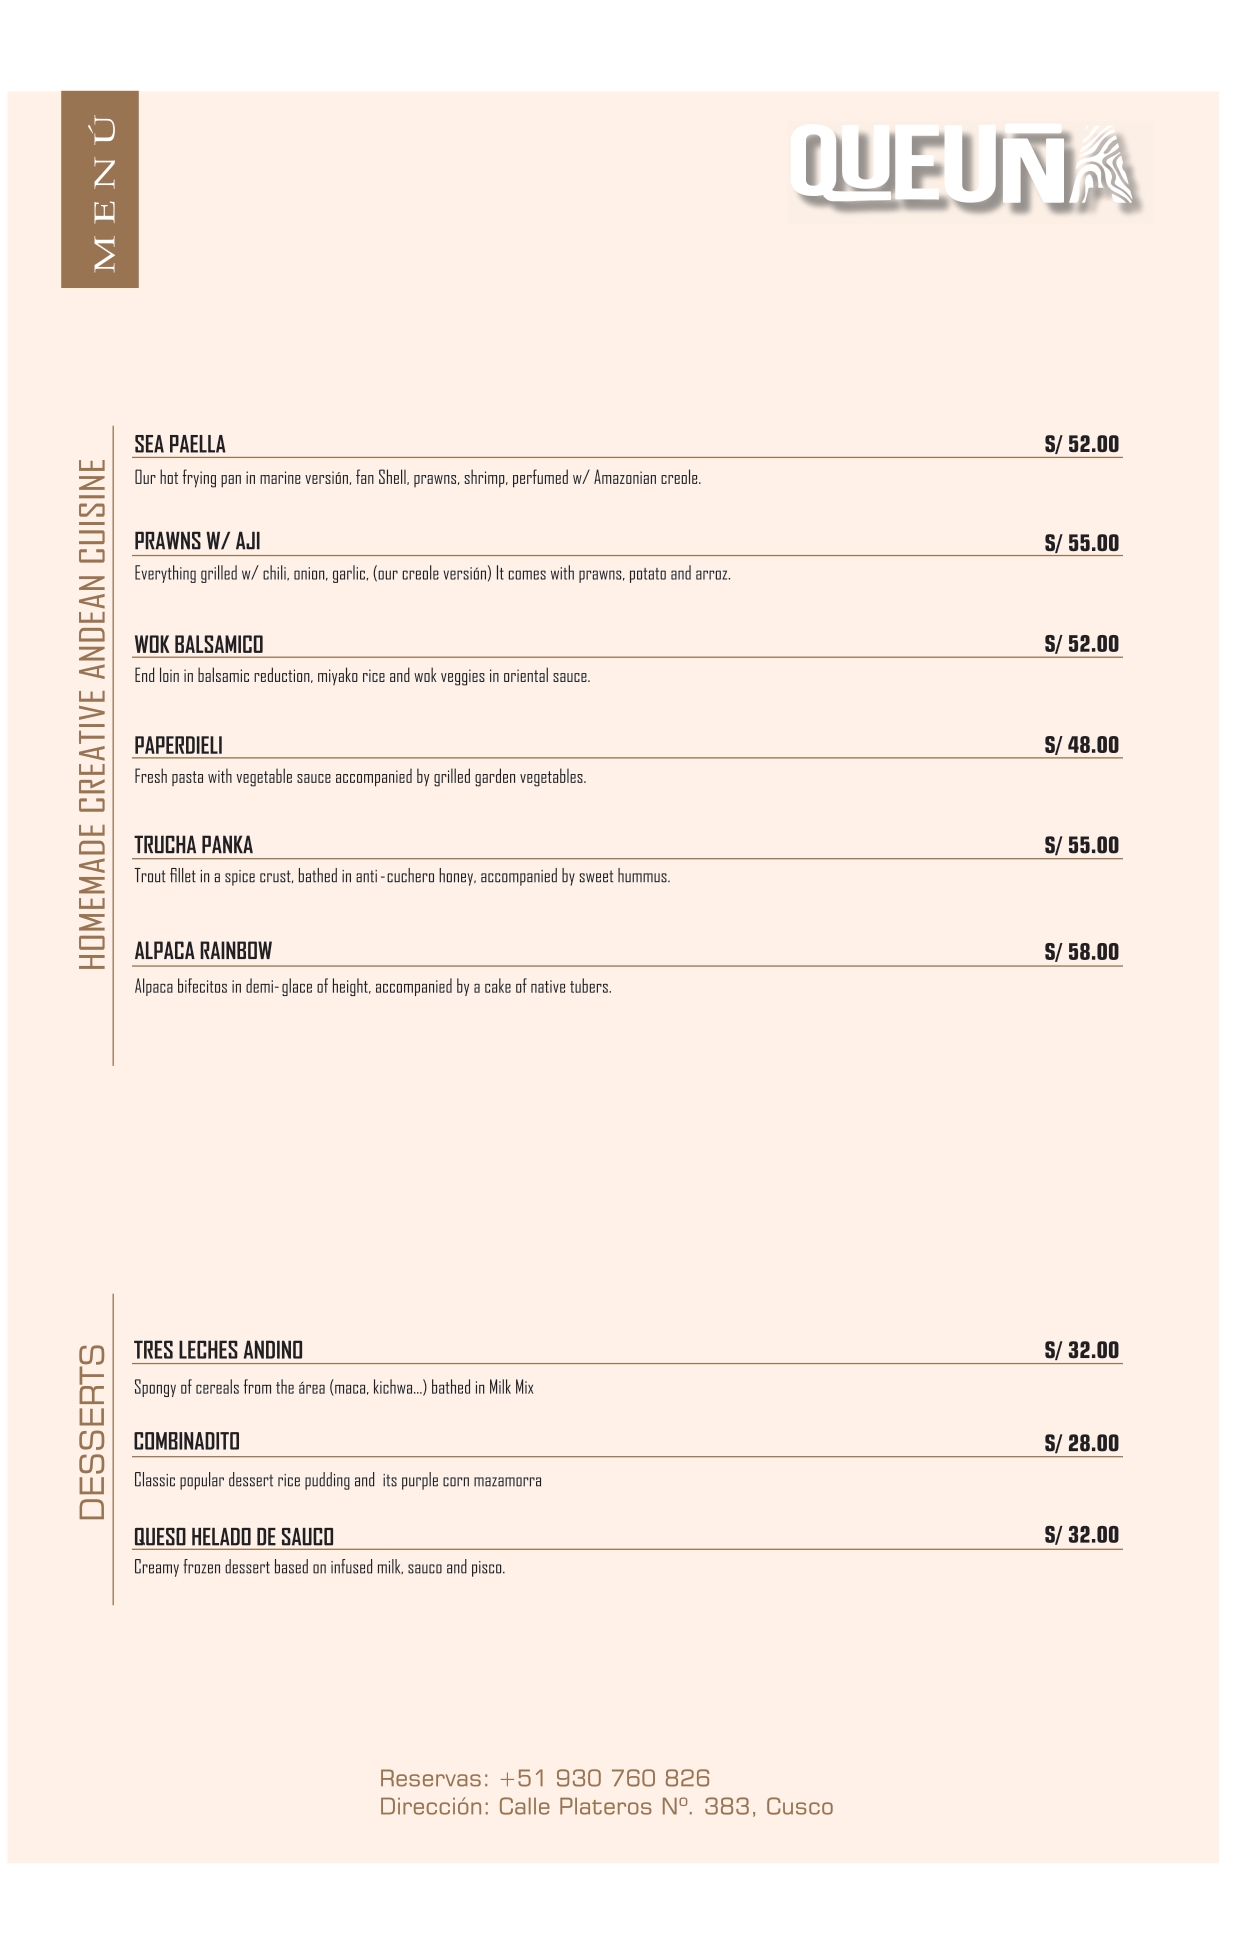 MENÚ
QUEUÑA
HOMEMADE CREATIVE ANDEAN CUISINE
SEA PAELLA S/ 52.00
Our hot frying pan in marine versión, fan Shell, prawns, shrimp, perfumed w/ Amazonian creole.
PRAWNS W/ AJI S/ 55.00
Everything grilled w/ chili, onion, garlic, (our creole versión) It comes with prawns, potato and arroz.
WOK BALSAMICO S/ 52.00
End loin in balsamic reduction, miyako rice and wok veggies in oriental sauce.
PAPERDIELI S/ 48.00
Fresh pasta with vegetable sauce accompanied by grilled garden vegetables.
TRUCHA PANKA S/ 55.00
Trout fillet in a spice crust, bathed in anti-cuchero honey, accompanied by sweet hummus.
ALPACA RAINBOW S/ 58.00
Alpaca bifecitos in demi-glace of height, accompanied by a cake of native tubers.
DESSERTS
TRES LECHES ANDINO S/ 32.00
Spongy of cereals from the área (maca, kichwa...) bathed in Milk Mix
COMBINADITO S/ 28.00
Classic popular dessert rice pudding and its purple corn mazamorra
QUESO HELADO DE SAUCO S/ 32.00
Creamy frozen dessert based on infused milk, sauco and pisco.
Reservas: +51 930 760 826
Dirección: Calle Plateros Nº. 383, Cusco